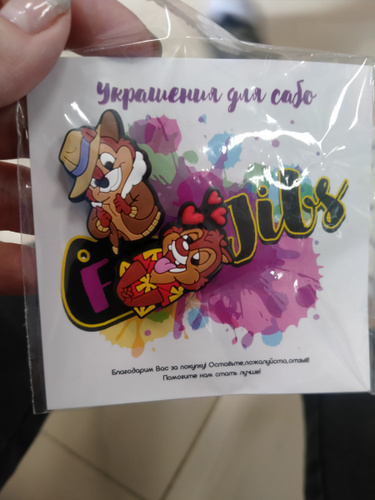 Украшения для сабо
F
Jibs
Благодарим Вас за покупку! Оставьте,пожалуйста,отзыв!
Помогите нам стать лучше!